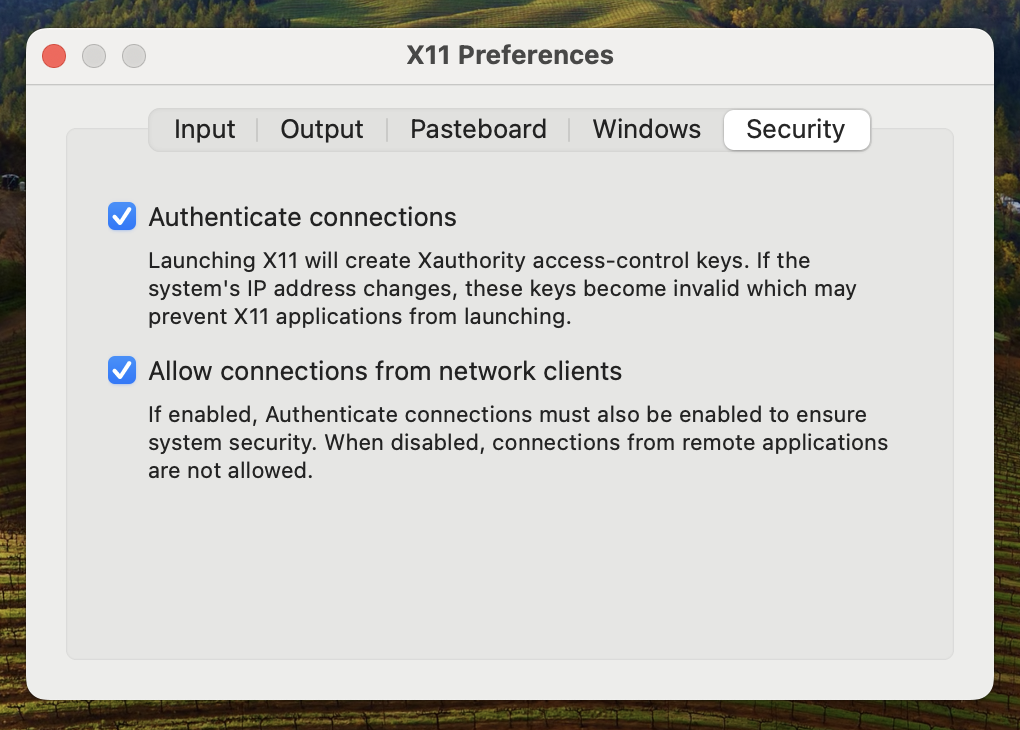 X11 Preferences
Input
Output
Pasteboard
Windows
Security
Authenticate connections
Launching X11 will create Xauthority access-control keys. If the
system's IP address changes, these keys become invalid which may
prevent X11 applications from launching.
Allow connections from network clients
If enabled, Authenticate connections must also be enabled to ensure
system security. When disabled, connections from remote applications
are not allowed.